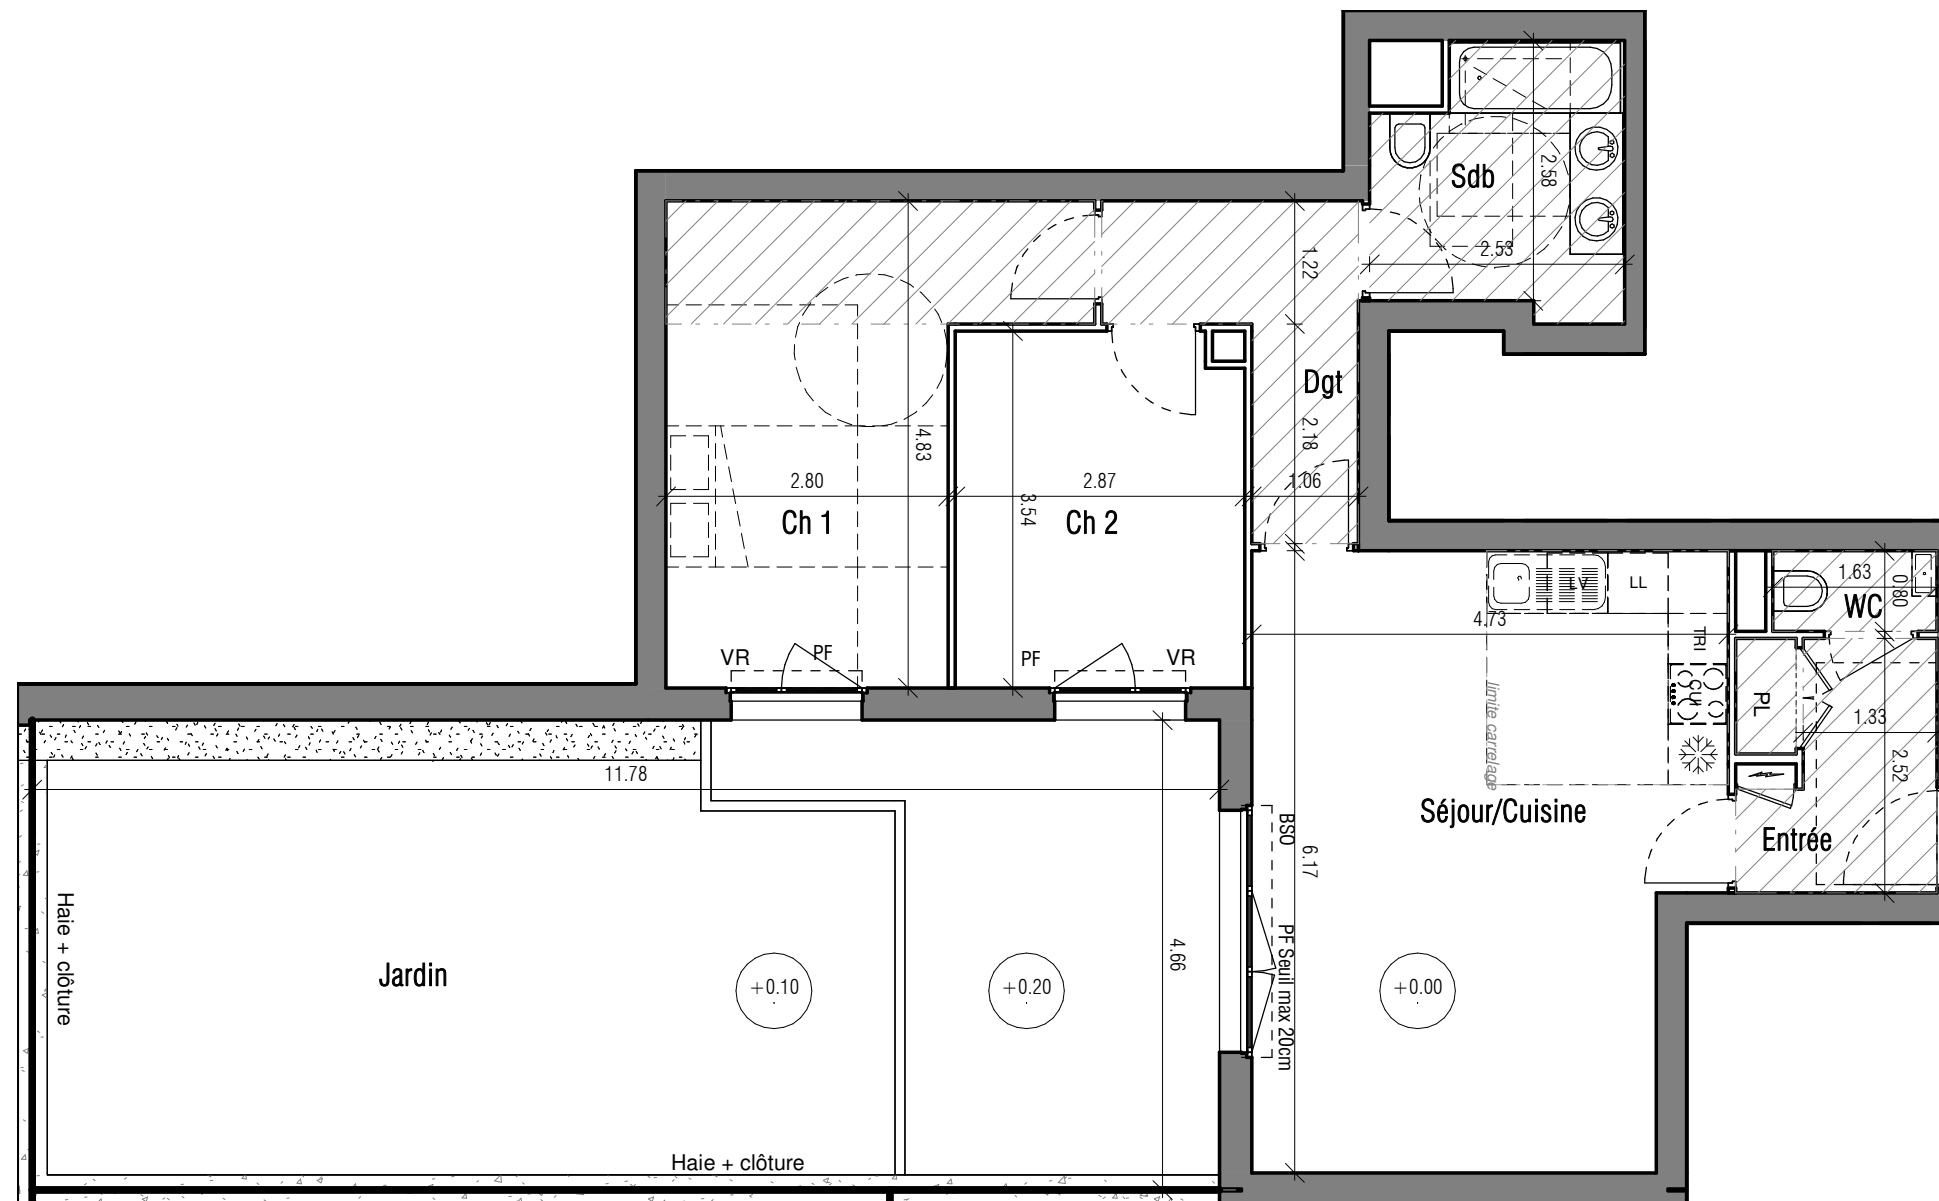 Sdb
2.58
2.53
1.22
Dgt
2.18
1.06
4.83
2.80
Ch 1
2.87
3.54
Ch 2
VR
PF
PF
VR
LV
LL
4.73
TRI
CUI
limite carrelage
1.63
0.80
WC
PL
1.33
2.52
Entrée
Séjour/Cuisine
11.78
BSO
6.17
PF Seuil max 20cm
4.66
Haie + clôture
Jardin
+0.10
+0.20
+0.00
Haie + clôture